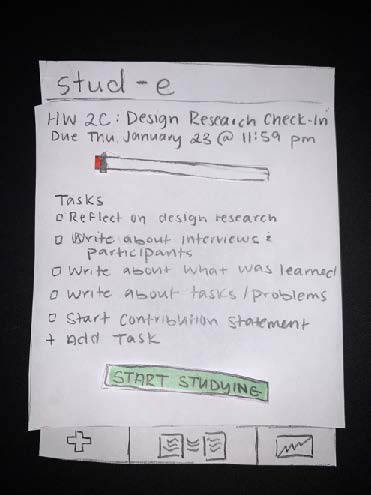 stud-e
HW 2C: Design Research Check-In
Due Thu, January 23 @ 11:59 pm
Tasks
Reflect on design research
Write about interviews &
participants
Write about what was learned
Write about tasks/problems
Start Contribution Statement
+ Add Task
START STUDYING